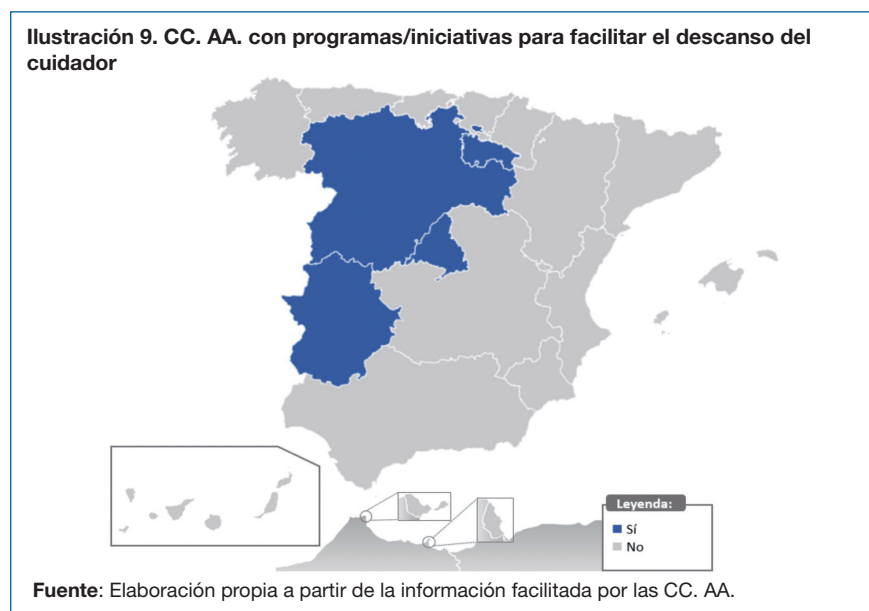 Ilustración 9. CC. AA. con programas/iniciativas para facilitar el descanso del
cuidador
Leyenda:
Sí
No
Fuente: Elaboración propia a partir de la información facilitada por las CC. AA.